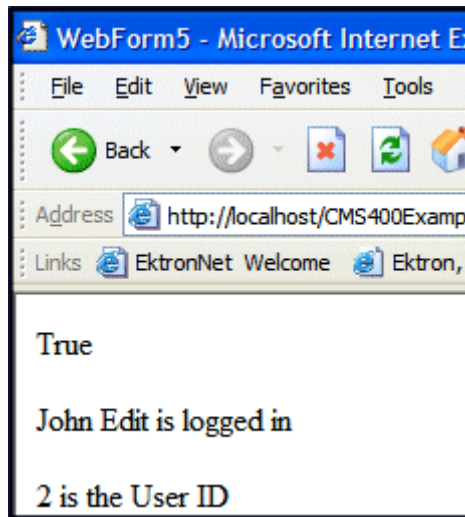 WebForm5 - Microsoft Internet
File Edit View Favorites Tools
Back
Address http://localhost/CMS400Examp
Links EktronNet Welcome Ektron,
True
John Edit is logged in
2 is the User ID